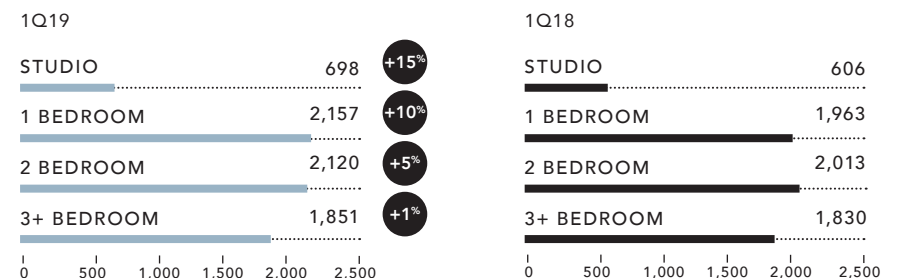 1Q19
STUDIO 698 +15%
1 BEDROOM 2,157 +10%
2 BEDROOM 2,120 +5%
3+ BEDROOM 1,851 +1%
0 500 1,000 1,500 2,000 2,500
1Q18
STUDIO 606
1 BEDROOM 1,963
2 BEDROOM 2,013
3+ BEDROOM 1,830
0 500 1,000 1,500 2,000 2,500